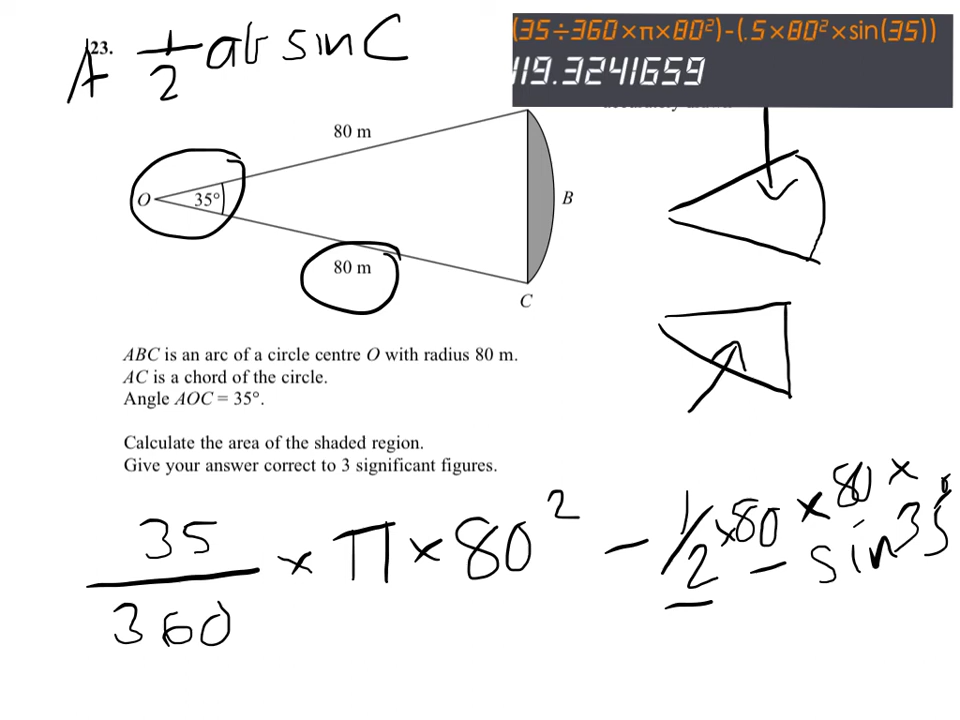 (35÷360×π×80²)-(.5×80²×sin(35))
119.3241659
A
23.
½ ab sin C
80 m
O
35°
B
80 m
C
ABC is an arc of a circle centre O with radius 80 m.
AC is a chord of the circle.
Angle AOC = 35°.
Calculate the area of the shaded region.
Give your answer correct to 3 significant figures.
35/360 × π × 80² - ½ × 80 × 80 × sin 35°